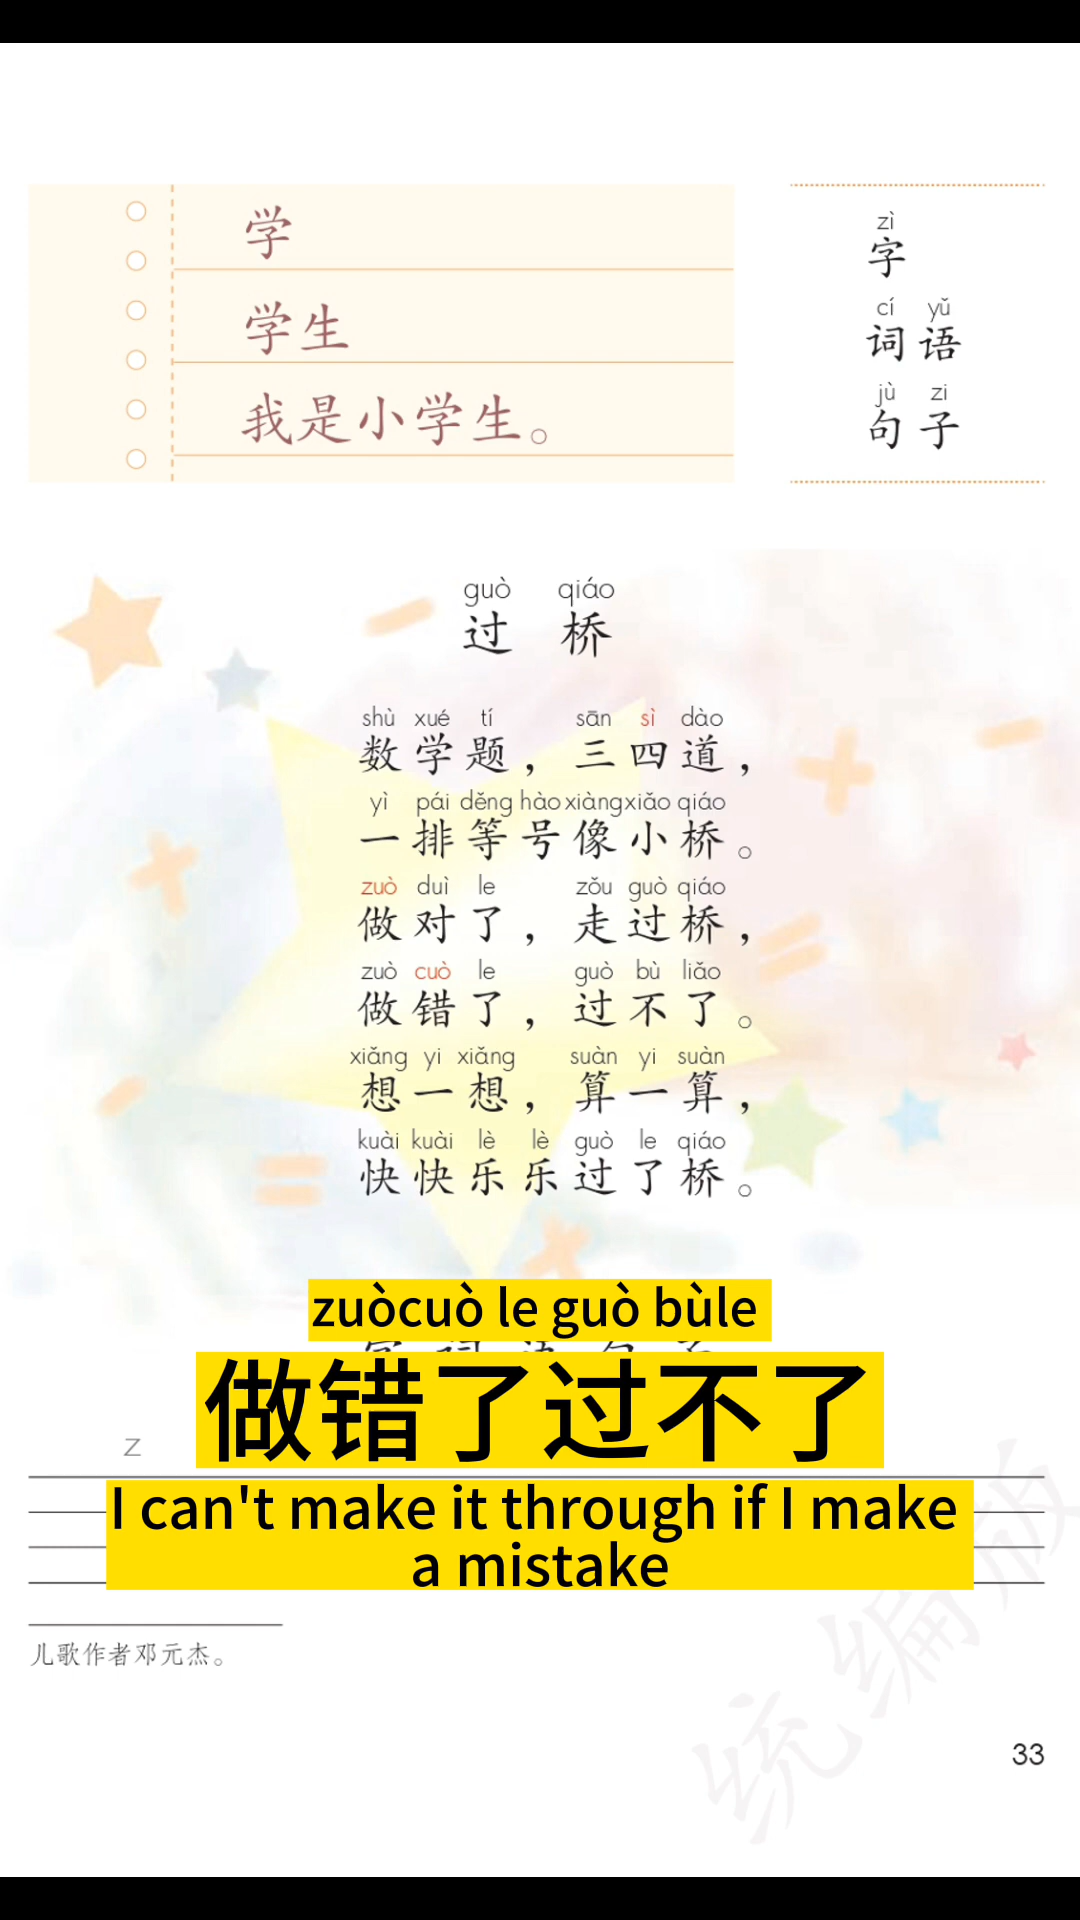 学
学生
我是小学生。
zì
字
cí yǔ
词语
jù zi
句子
guò qiáo
过 桥
shù xué tí sān sì dào
数学题，三四道，
yì pái děng hào xiàng xiǎo qiáo
一排等号像小桥。
zuò duì le zǒu guò qiáo
做对了，走过桥，
zuò cuò le guò bù liǎo
做错了，过不了。
xiǎng yi xiǎng suàn yi suàn
想一想，算一算，
kuài kuài lè lè guò le qiáo
快快乐乐过了桥。
zuòcuò le guò bùle
做错了过不了
z
I can't make it through if I make
a mistake
儿歌作者邓元杰。
统编版
33